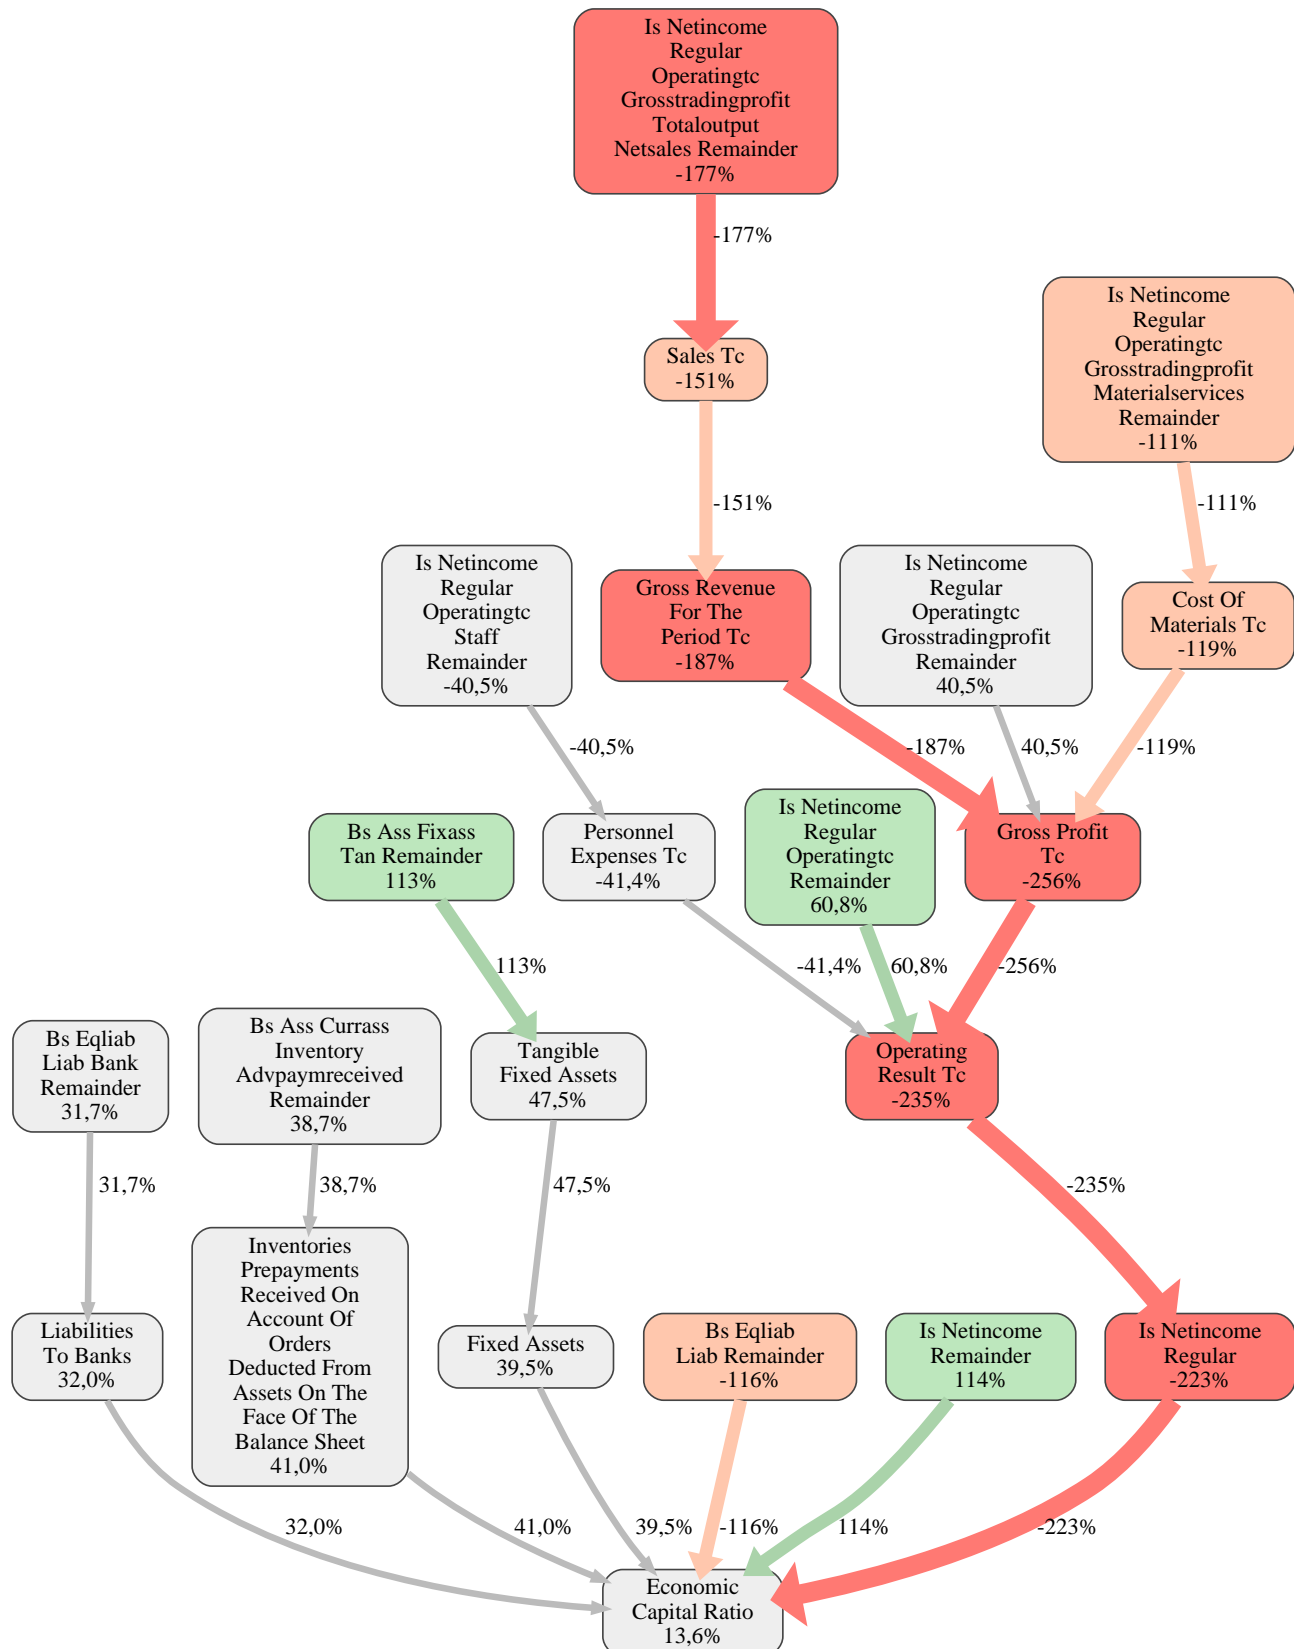 Is Netincome
Regular
Operatingtc
Grosstradingprofit
Totaloutput
Netsales Remainder
-177%
-177%
Is Netincome
Regular
Operatingtc
Grosstradingprofit
Materialservices
Remainder
-111%
Sales Tc
-151%
-151%
-111%
Is Netincome
Regular
Operatingtc
Staff
Remainder
-40,5%
Gross Revenue
For The
Period Tc
-187%
Is Netincome
Regular
Operatingtc
Grosstradingprofit
Remainder
40,5%
Cost Of
Materials Tc
-119%
-40,5%
-187%
40,5%
-119%
Bs Ass Fixass
Tan Remainder
113%
Personnel
Expenses Tc
-41,4%
Is Netincome
Regular
Operatingtc
Remainder
60,8%
Gross Profit
Tc
-256%
113%
-41,4%
60,8%
-256%
Bs Eqliab
Liab Bank
Remainder
31,7%
Bs Ass Currass
Inventory
Advpaymreceived
Remainder
38,7%
Tangible
Fixed Assets
47,5%
Operating
Result Tc
-235%
31,7%
38,7%
47,5%
-235%
Liabilities
To Banks
32,0%
Inventories
Prepayments
Received On
Account Of
Orders
Deducted From
Assets On The
Face Of The
Balance Sheet
41,0%
Fixed Assets
39,5%
Bs Eqliab
Liab Remainder
-116%
Is Netincome
Remainder
114%
Is Netincome
Regular
-223%
32,0%
41,0%
39,5%
-116%
114%
-223%
Economic
Capital Ratio
13,6%